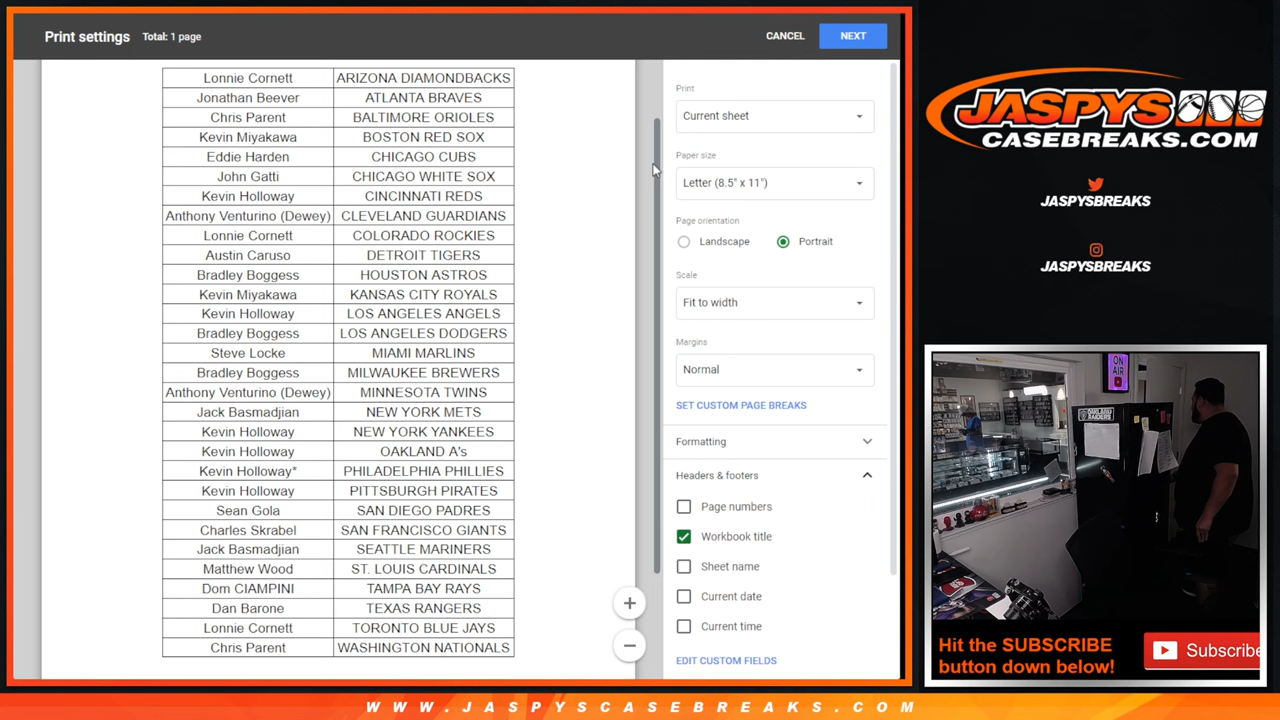 Print settings Total: 1 page CANCEL NEXT
Lonnie Cornett ARIZONA DIAMONDBACKS
Jonathan Beever ATLANTA BRAVES
Chris Parent BALTIMORE ORIOLES
Kevin Miyakawa BOSTON RED SOX
Eddie Harden CHICAGO CUBS
John Gatti CHICAGO WHITE SOX
Kevin Holloway CINCINNATI REDS
Anthony Venturino (Dewey) CLEVELAND GUARDIANS
Lonnie Cornett COLORADO ROCKIES
Austin Caruso DETROIT TIGERS
Bradley Boggess HOUSTON ASTROS
Kevin Miyakawa KANSAS CITY ROYALS
Kevin Holloway LOS ANGELES ANGELS
Bradley Boggess LOS ANGELES DODGERS
Steve Locke MIAMI MARLINS
Bradley Boggess MILWAUKEE BREWERS
Anthony Venturino (Dewey) MINNESOTA TWINS
Jack Basmadjian NEW YORK METS
Kevin Holloway NEW YORK YANKEES
Kevin Holloway OAKLAND A's
Kevin Holloway* PHILADELPHIA PHILLIES
Kevin Holloway PITTSBURGH PIRATES
Sean Gola SAN DIEGO PADRES
Charles Skrabel SAN FRANCISCO GIANTS
Jack Basmadjian SEATTLE MARINERS
Matthew Wood ST. LOUIS CARDINALS
Dom CIAMPINI TAMPA BAY RAYS
Dan Barone TEXAS RANGERS
Lonnie Cornett TORONTO BLUE JAYS
Chris Parent WASHINGTON NATIONALS
Print
Current sheet
Paper size
Letter (8.5" x 11")
Page orientation
Landscape Portrait
Scale
Fit to width
Margins
Normal
SET CUSTOM PAGE BREAKS
Formatting
Headers & footers
Page numbers
Workbook title
Sheet name
Current date
Current time
EDIT CUSTOM FIELDS
JASPYS
CASEBREAKS.COM
JASPYSBREAKS
JASPYSBREAKS
ON
AIR
OAKLAND
RAIDERS
Hit the SUBSCRIBE
button down below!
Subscribe
WWW.JASPYSCASEBREAKS.COM